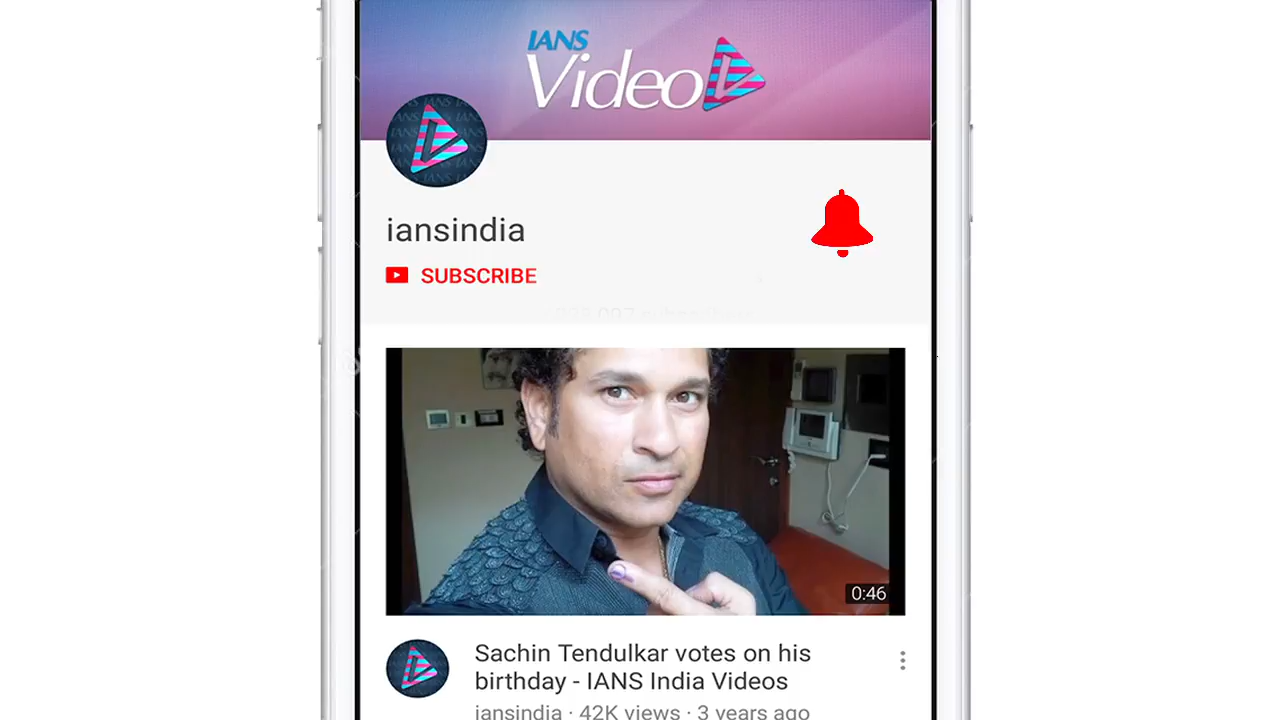 IANS
Video
iansindia
SUBSCRIBE
0:46
Sachin Tendulkar votes on his
birthday - IANS India Videos
iansindia · 42K views · 3 years ago